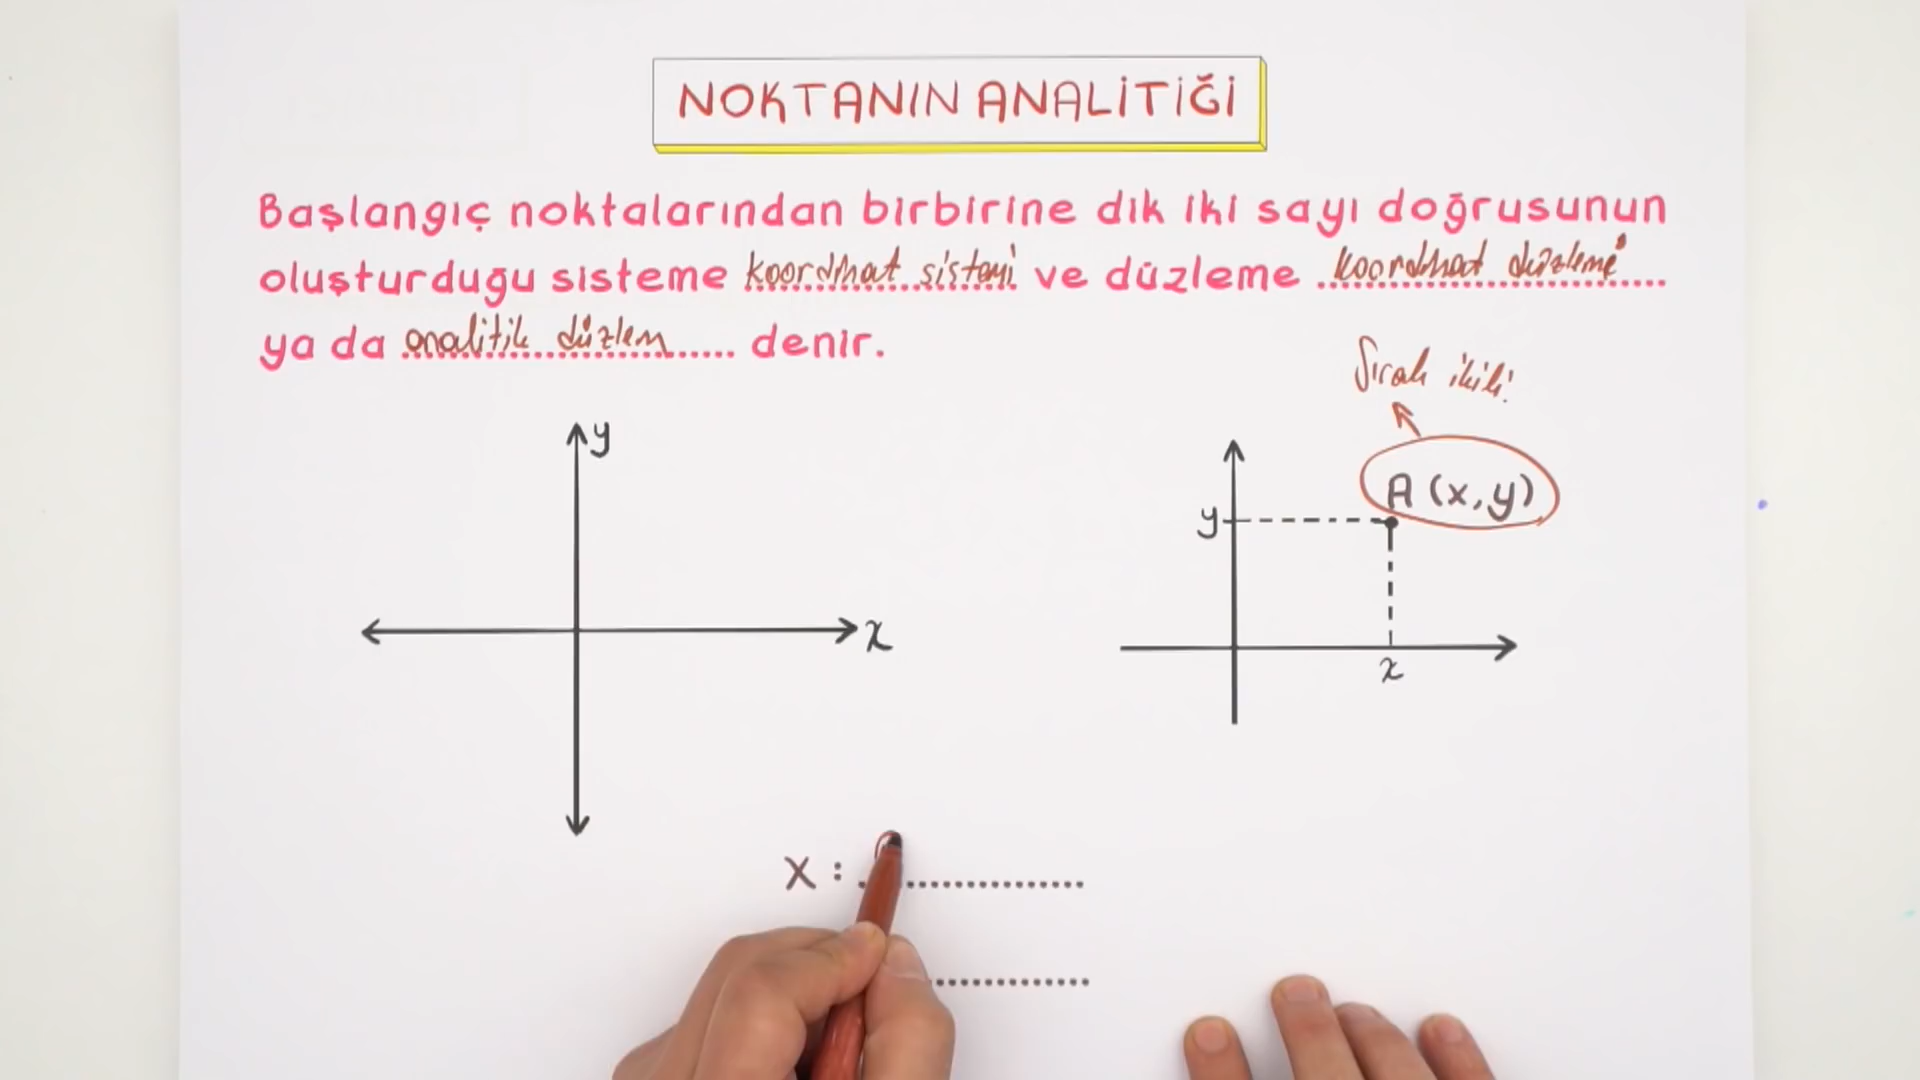 NOKTANIN ANALİTİĞİ
Başlangıç noktalarından birbirine dik iki sayı doğrusunun
oluşturduğu sisteme koordinat sistemi ve düzleme koordinat düzlemi
ya da analitik düzlem denir.
Sıralı ikili
y
A (x, y)
y
x
x
X :